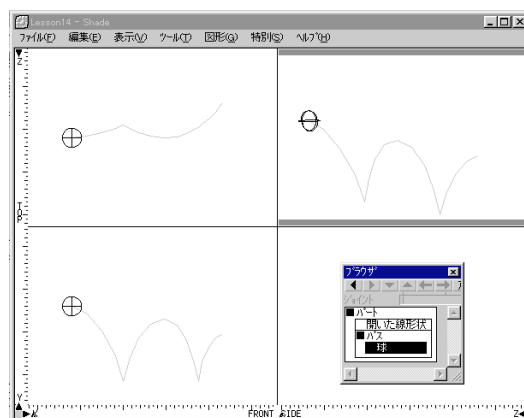 Lesson14 - Shade
ファイル(F) 編集(E) 表示(V) ツール(T) 図形(G) 特別(S) ヘルプ(H)
Z
TOP
ブラウザ
ジョイント
パート
開いた線形状
パス
球
Y
X FRONT SIDE Z